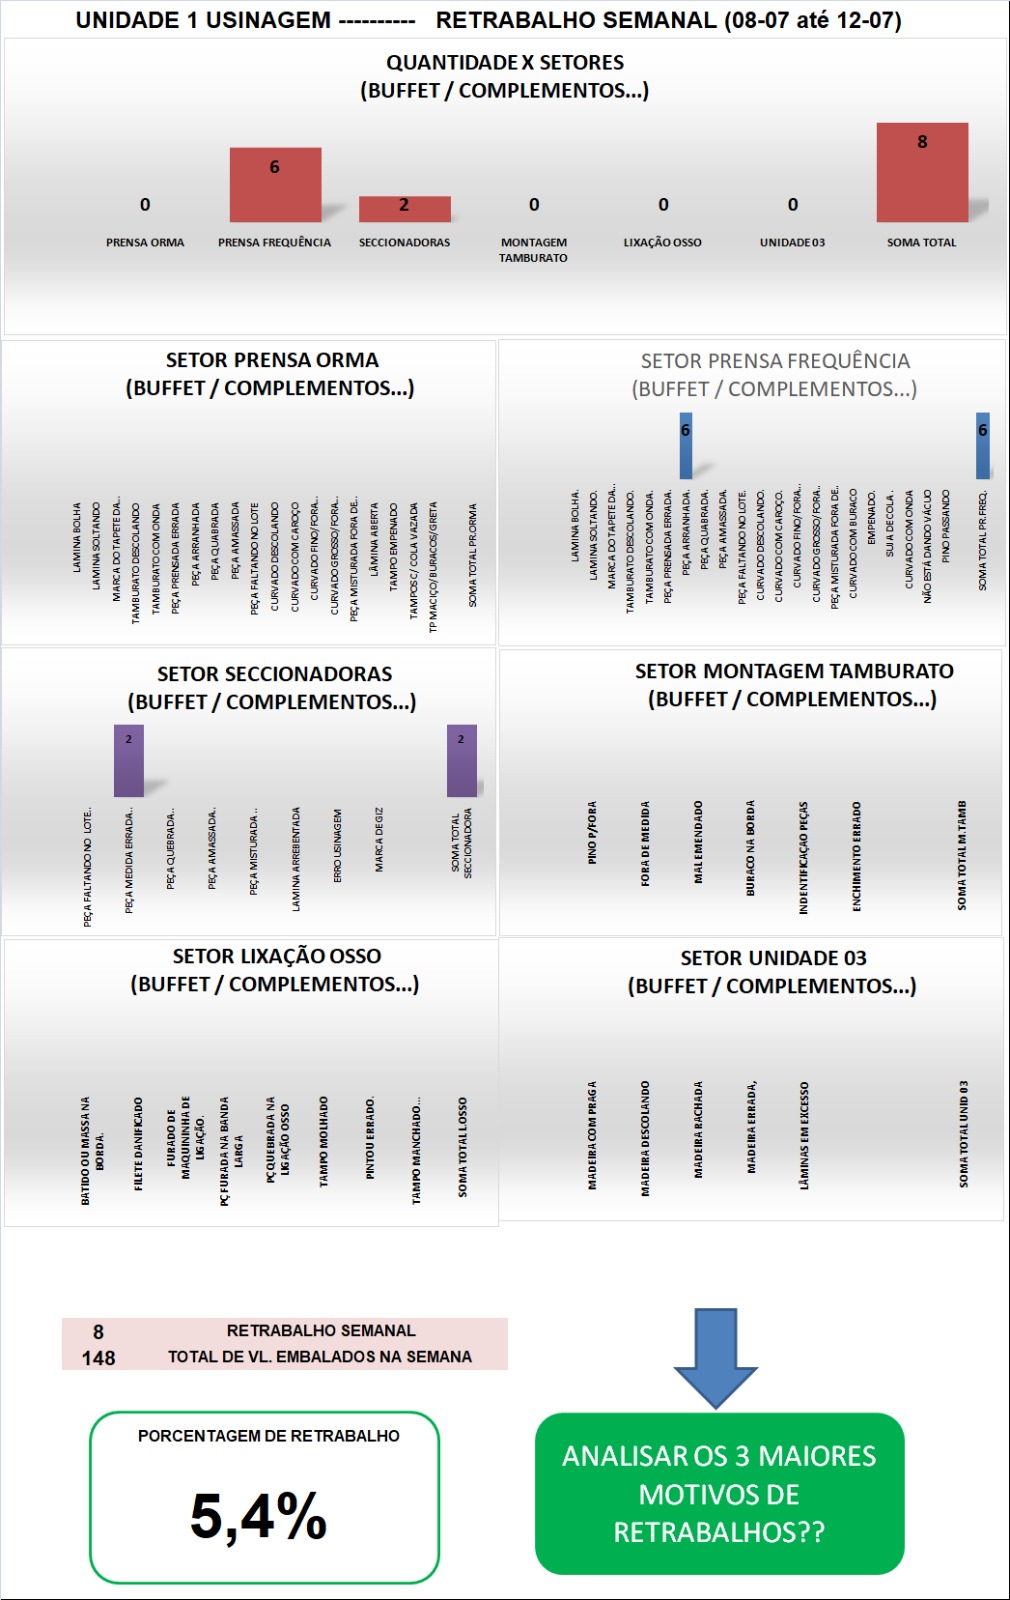 UNIDADE 1 USINAGEM ---------- RETRABALHO SEMANAL (08-07 até 12-07)
QUANTIDADE X SETORES
(BUFFET / COMPLEMENTOS...)
0
6
2
0
0
0
8
PRENSA ORMA
PRENSA FREQUÊNCIA
SECCIONADORAS
MONTAGEM
TAMBURATO
LIXAÇÃO OSSO
UNIDADE 03
SOMA TOTAL
SETOR PRENSA ORMA
(BUFFET / COMPLEMENTOS...)
LAMINA BOLHA
LAMINA SOLTANDO
MARCA DO TAPETE DA...
TAMBURATO DESCOLANDO
TAMBURATO COM ONDA
PEÇA PRENSADA ERRADA
PEÇA ARRANHADA
PEÇA QUABRADA
PEÇA AMASSADA
PEÇA FALTANDO NO LOTE
CURVADO DESCOLANDO
CURVADO COM CAROÇO
CURVADO FINO/FORA...
CURVADO GROSSO/FORA...
PEÇA MISTURADA FORA DE...
LÂMINA ABERTA
TAMPO EMPENADO
TAMPOS C/ COLA VAZADA
TP MACIÇO/BURACOS/GRETA
SOMA TOTAL PR.ORMA
SETOR PRENSA FREQUÊNCIA
(BUFFET / COMPLEMENTOS...)
6
6
LAMINA BOLHA.
LAMINA SOLTANDO.
MARCA DO TAPETE DA...
TAMBURATO DESCOLANDO.
TAMBURATO COM ONDA.
PEÇA PRENSADA ERRADA.
PEÇA ARRANHADA.
PEÇA QUABRADA.
PEÇA AMASSADA.
PEÇA FALTANDO NO LOTE.
CURVADO DESCOLANDO.
CURVADO COM CAROÇO.
CURVADO FINO/FORA...
CURVADO GROSSO/FORA...
PEÇA MISTURADA FORA DE...
CURVADO COM BURACO
EMPENADO.
SUJA DE COLA .
CURVADO COM ONDA
NÃO ESTÁ DANDO VÁCUO
PINO PASSANDO
SOMA TOTAL PR.FREQ.
SETOR SECCIONADORAS
(BUFFET / COMPLEMENTOS...)
2
2
PEÇA FALTANDO NO LOTE...
PEÇA MEDIDA ERRADA...
PEÇA QUEBRADA...
PEÇA AMASSADA...
PEÇA MISTURADA ...
LAMINA ARREBENTADA
ERRO USINAGEM
MARCA DE GIZ
SOMA TOTAL
SECCIONADORA
SETOR MONTAGEM TAMBURATO
(BUFFET / COMPLEMENTOS...)
PINO P/FORA
FORA DE MEDIDA
MAL EMENDADO
BURACO NA BORDA
INDENTIFICAÇAO PEÇAS
ENCHIMENTO ERRADO
SOMA TOTAL M.TAMB
SETOR LIXAÇÃO OSSO
(BUFFET / COMPLEMENTOS...)
BATIDO OU MASSA NA
BORDA.
FILETE DANIFICADO
FURADO DE
MAQUININHA DE
LIGAÇÃO.
PÇ FURADA NA BANDA
LARGA
PÇ QUEBRADA NA
LIGAÇÃO OSSO
TAMPO MOLHADO
PINTOU ERRADO.
TAMPO MANCHADO...
SOMA TOTAL L.OSSO
SETOR UNIDADE 03
(BUFFET / COMPLEMENTOS...)
MADEIRA COM PRAGA
MADEIRA DESCOLANDO
MADEIRA RACHADA
MADEIRA ERRADA,
LÂMINAS EM EXCESSO
SOMA TOTAL UNID 03
8 RETRABALHO SEMANAL
148 TOTAL DE VL. EMBALADOS NA SEMANA
PORCENTAGEM DE RETRABALHO
5,4%
ANALISAR OS 3 MAIORES
MOTIVOS DE
RETRABALHOS??